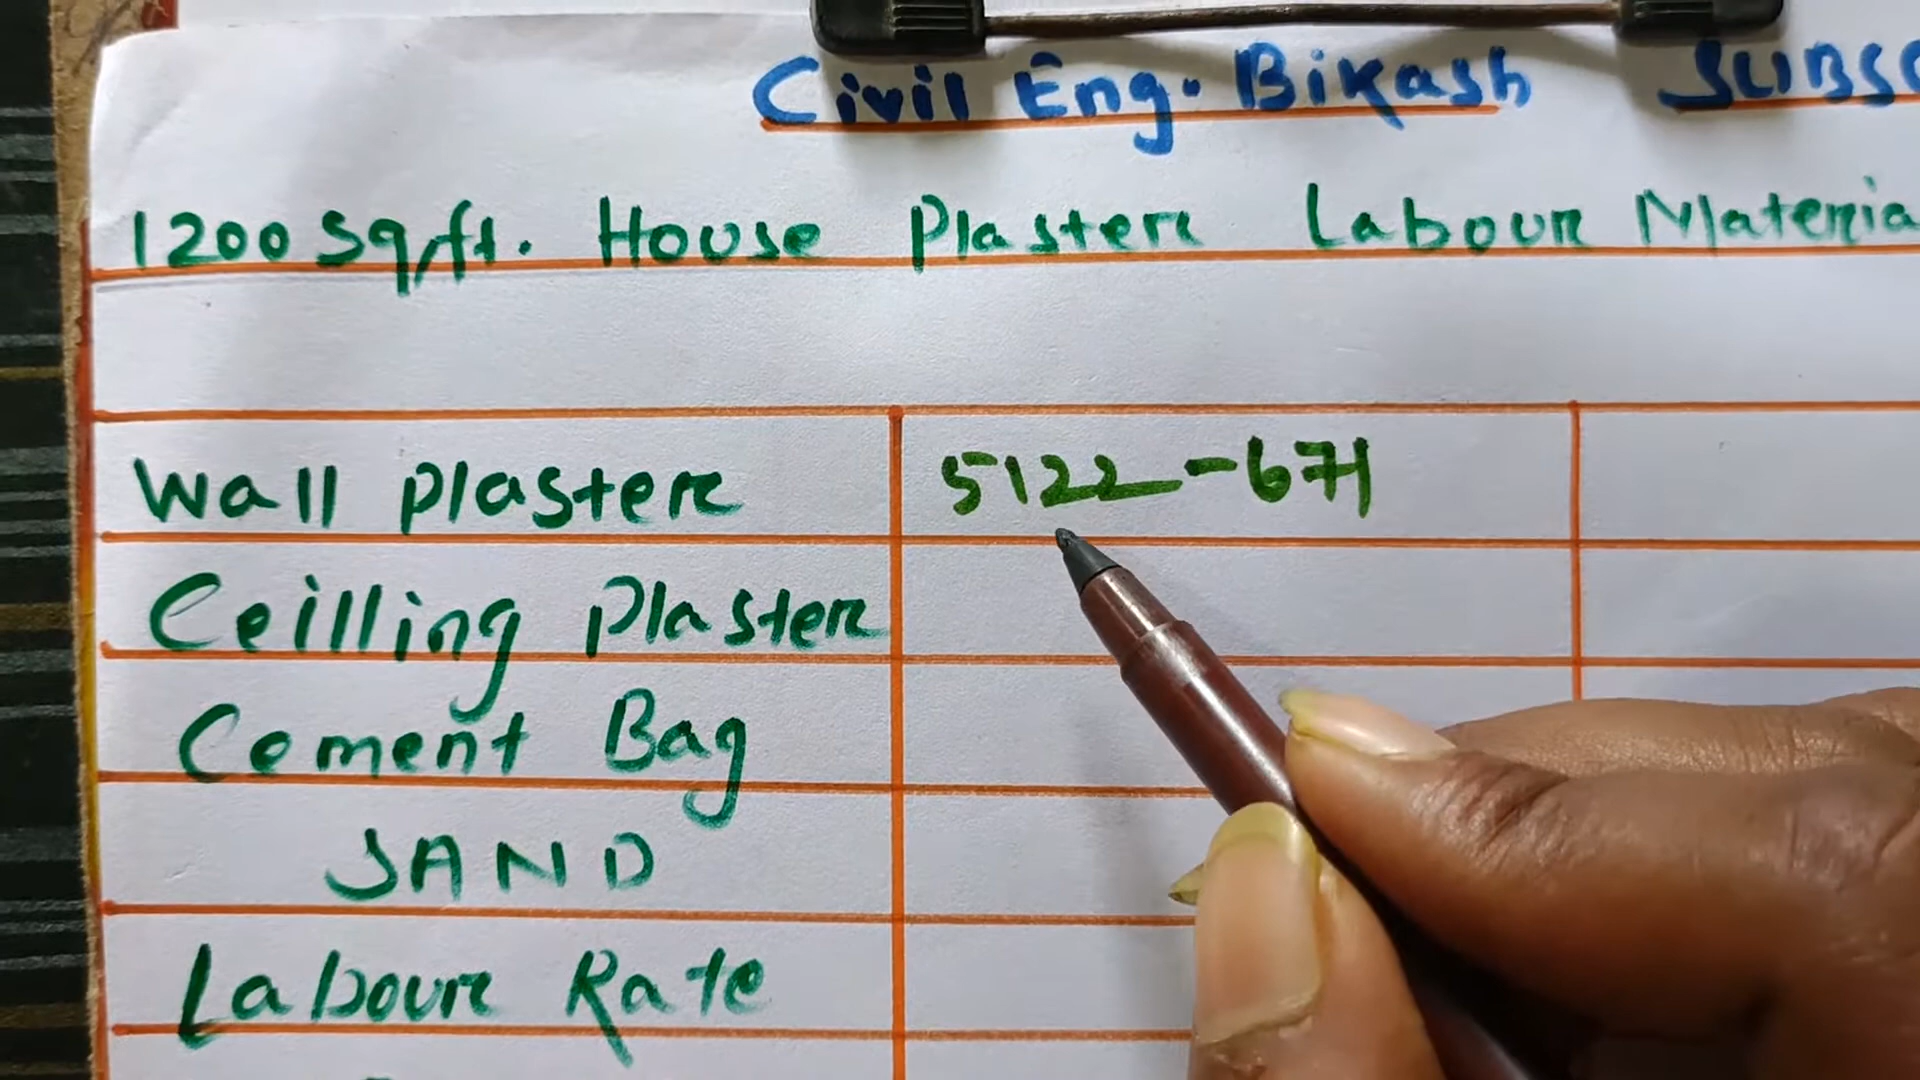 Civil Eng. Bikash SUBSC
1200 Sq/ft. House Plaster Labour Materia
Wall Plaster 5122-671
Ceilling Plaster
Cement Bag
SAND
Labour Rate